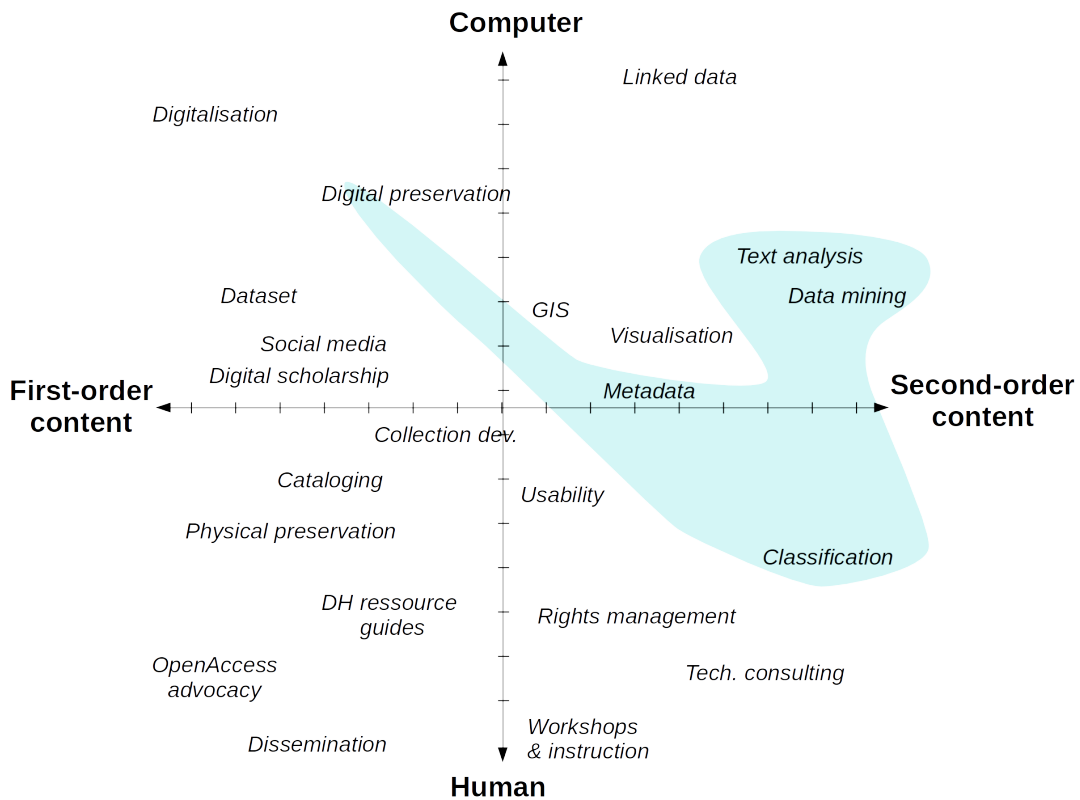 Computer
Linked data
Digitalisation
Digital preservation
Text analysis
Data mining
Dataset
GIS
Visualisation
Social media
Digital scholarship
First-order
content
Metadata
Second-order
content
Collection dev.
Cataloging
Usability
Physical preservation
Classification
DH ressource
guides
Rights management
OpenAccess
advocacy
Tech. consulting
Dissemination
Workshops
& instruction
Human